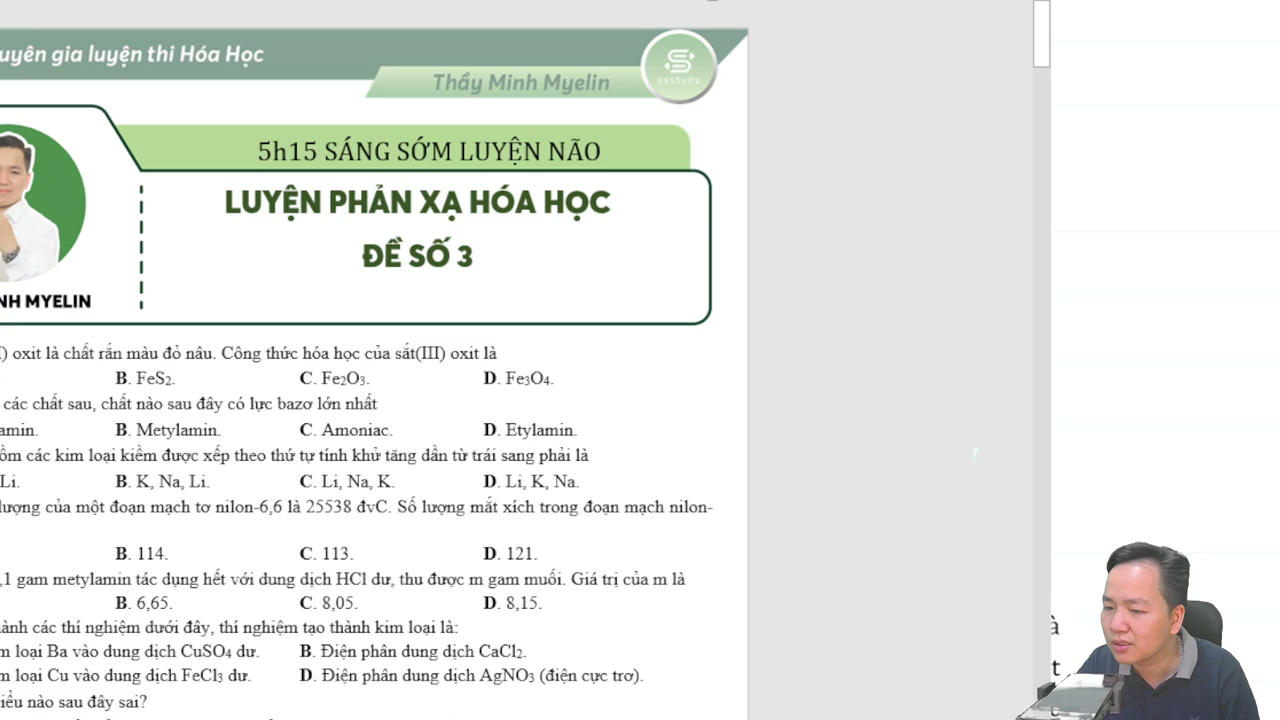 uyên gia luyện thi Hóa Học
Thầy Minh Myelin
ssstudy
5h15 SÁNG SỚM LUYỆN NÃO
LUYỆN PHẢN XẠ HÓA HỌC
ĐỀ SỐ 3
NH MYELIN
I) oxit là chất rắn màu đỏ nâu. Công thức hóa học của sắt(III) oxit là
B. FeS2. C. Fe2O3. D. Fe3O4.
các chất sau, chất nào sau đây có lực bazơ lớn nhất
amin. B. Metylamin. C. Amoniac. D. Etylamin.
ồm các kim loại kiềm được xếp theo thứ tự tính khử tăng dần từ trái sang phải là
Li. B. K, Na, Li. C. Li, Na, K. D. Li, K, Na.
lượng của một đoạn mạch tơ nilon-6,6 là 25538 đvC. Số lượng mắt xích trong đoạn mạch nilon-
B. 114. C. 113. D. 121.
,1 gam metylamin tác dụng hết với dung dịch HCl dư, thu được m gam muối. Giá trị của m là
B. 6,65. C. 8,05. D. 8,15.
ành các thí nghiệm dưới đây, thí nghiệm tạo thành kim loại là:
m loại Ba vào dung dịch CuSO4 dư. B. Điện phân dung dịch CaCl2.
m loại Cu vào dung dịch FeCl3 dư. D. Điện phân dung dịch AgNO3 (điện cực trơ).
iểu nào sau đây sai?